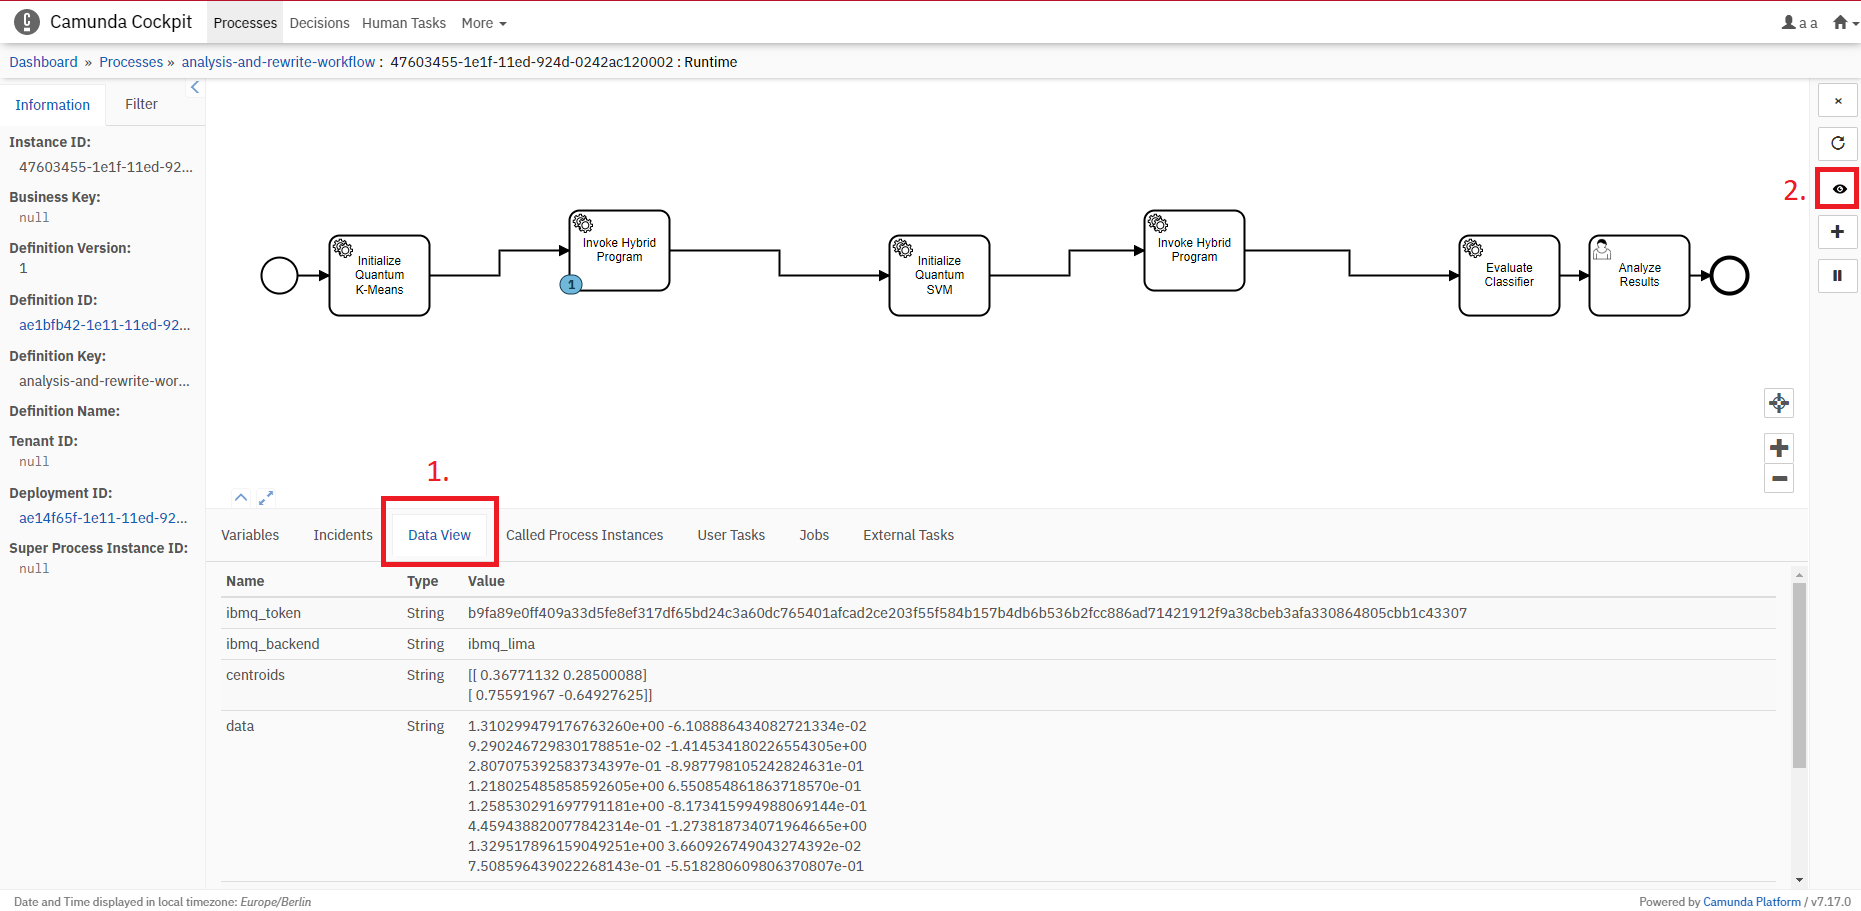 Camunda Cockpit Processes Decisions Human Tasks More a a
Dashboard » Processes » analysis-and-rewrite-workflow : 47603455-1e1f-11ed-924d-0242ac120002 : Runtime
Information Filter
Instance ID:
47603455-1e1f-11ed-92...
Business Key:
null
Definition Version:
1
Definition ID:
ae1bfb42-1e11-11ed-92...
Definition Key:
analysis-and-rewrite-wor...
Definition Name:
Tenant ID:
null
Deployment ID:
ae14f65f-1e11-11ed-92...
Super Process Instance ID:
null
Initialize
Quantum
K-Means
Invoke Hybrid
Program
1
Initialize
Quantum
SVM
Invoke Hybrid
Program
Evaluate
Classifier
Analyze
Results
2.
1.
Variables Incidents Data View Called Process Instances User Tasks Jobs External Tasks
Name Type Value
ibmq_token String b9fa89e0ff409a33d5fe8ef317df65bd24c3a60dc765401afcad2ce203f55f584b157b4db6b536b2fcc886ad71421912f9a38cbeb3afa330864805cbb1c43307
ibmq_backend String ibmq_lima
centroids String [[ 0.36771132 0.28500088]
[ 0.75591967 -0.64927625]]
data String 1.310299479176763260e+00 -6.108886434082721334e-02
9.290246729830178851e-02 -1.414534180226554305e+00
2.807075392583734397e-01 -8.987798105242824631e-01
1.218025485858592605e+00 6.550854861863718570e-01
1.258530291697791181e+00 -8.173415994988069144e-01
4.459438820077842314e-01 -1.273818734071964665e+00
1.329517896159049251e+00 3.660926749043274392e-02
7.508596439022268143e-01 -5.518280609806370807e-01
Date and Time displayed in local timezone: Europe/Berlin
Powered by Camunda Platform / v7.17.0